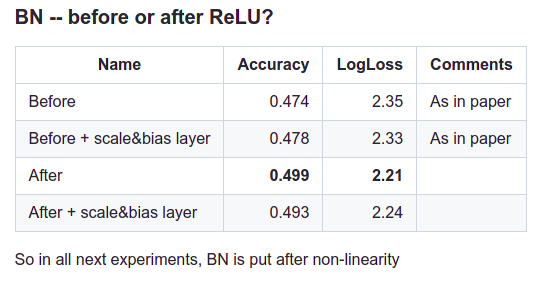 BN -- before or after ReLU?
Name Accuracy LogLoss Comments
Before 0.474 2.35 As in paper
Before + scale&bias layer 0.478 2.33 As in paper
After 0.499 2.21
After + scale&bias layer 0.493 2.24
So in all next experiments, BN is put after non-linearity